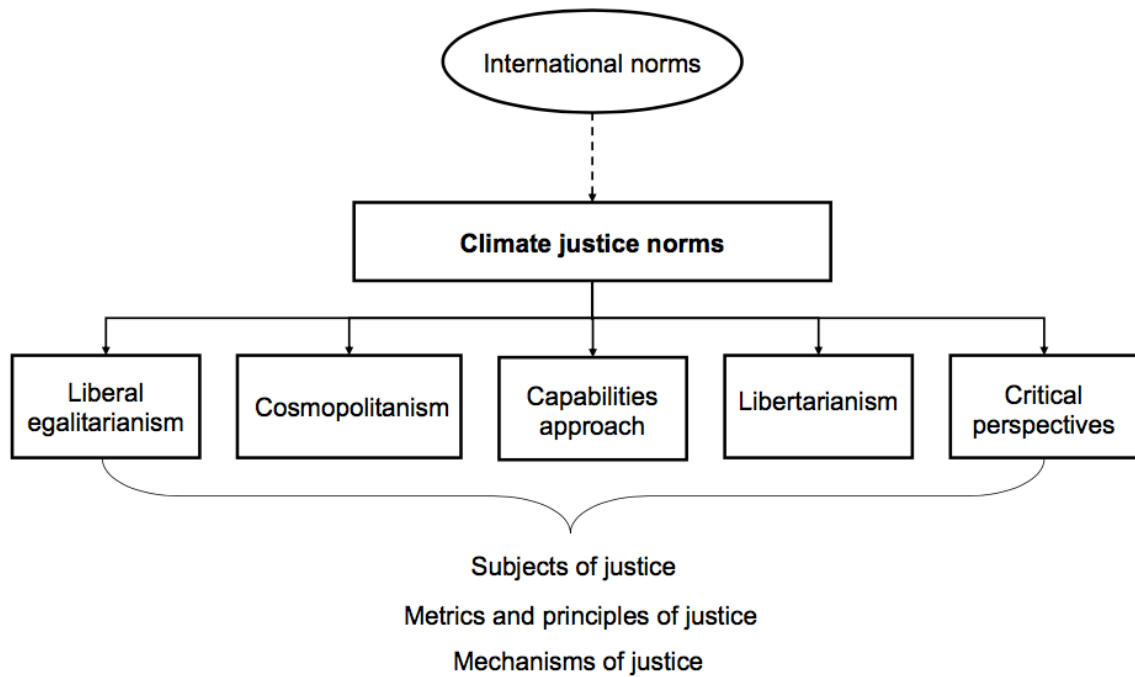 International norms
Climate justice norms
Liberal
egalitarianism
Cosmopolitanism
Capabilities
approach
Libertarianism
Critical
perspectives
Subjects of justice
Metrics and principles of justice
Mechanisms of justice